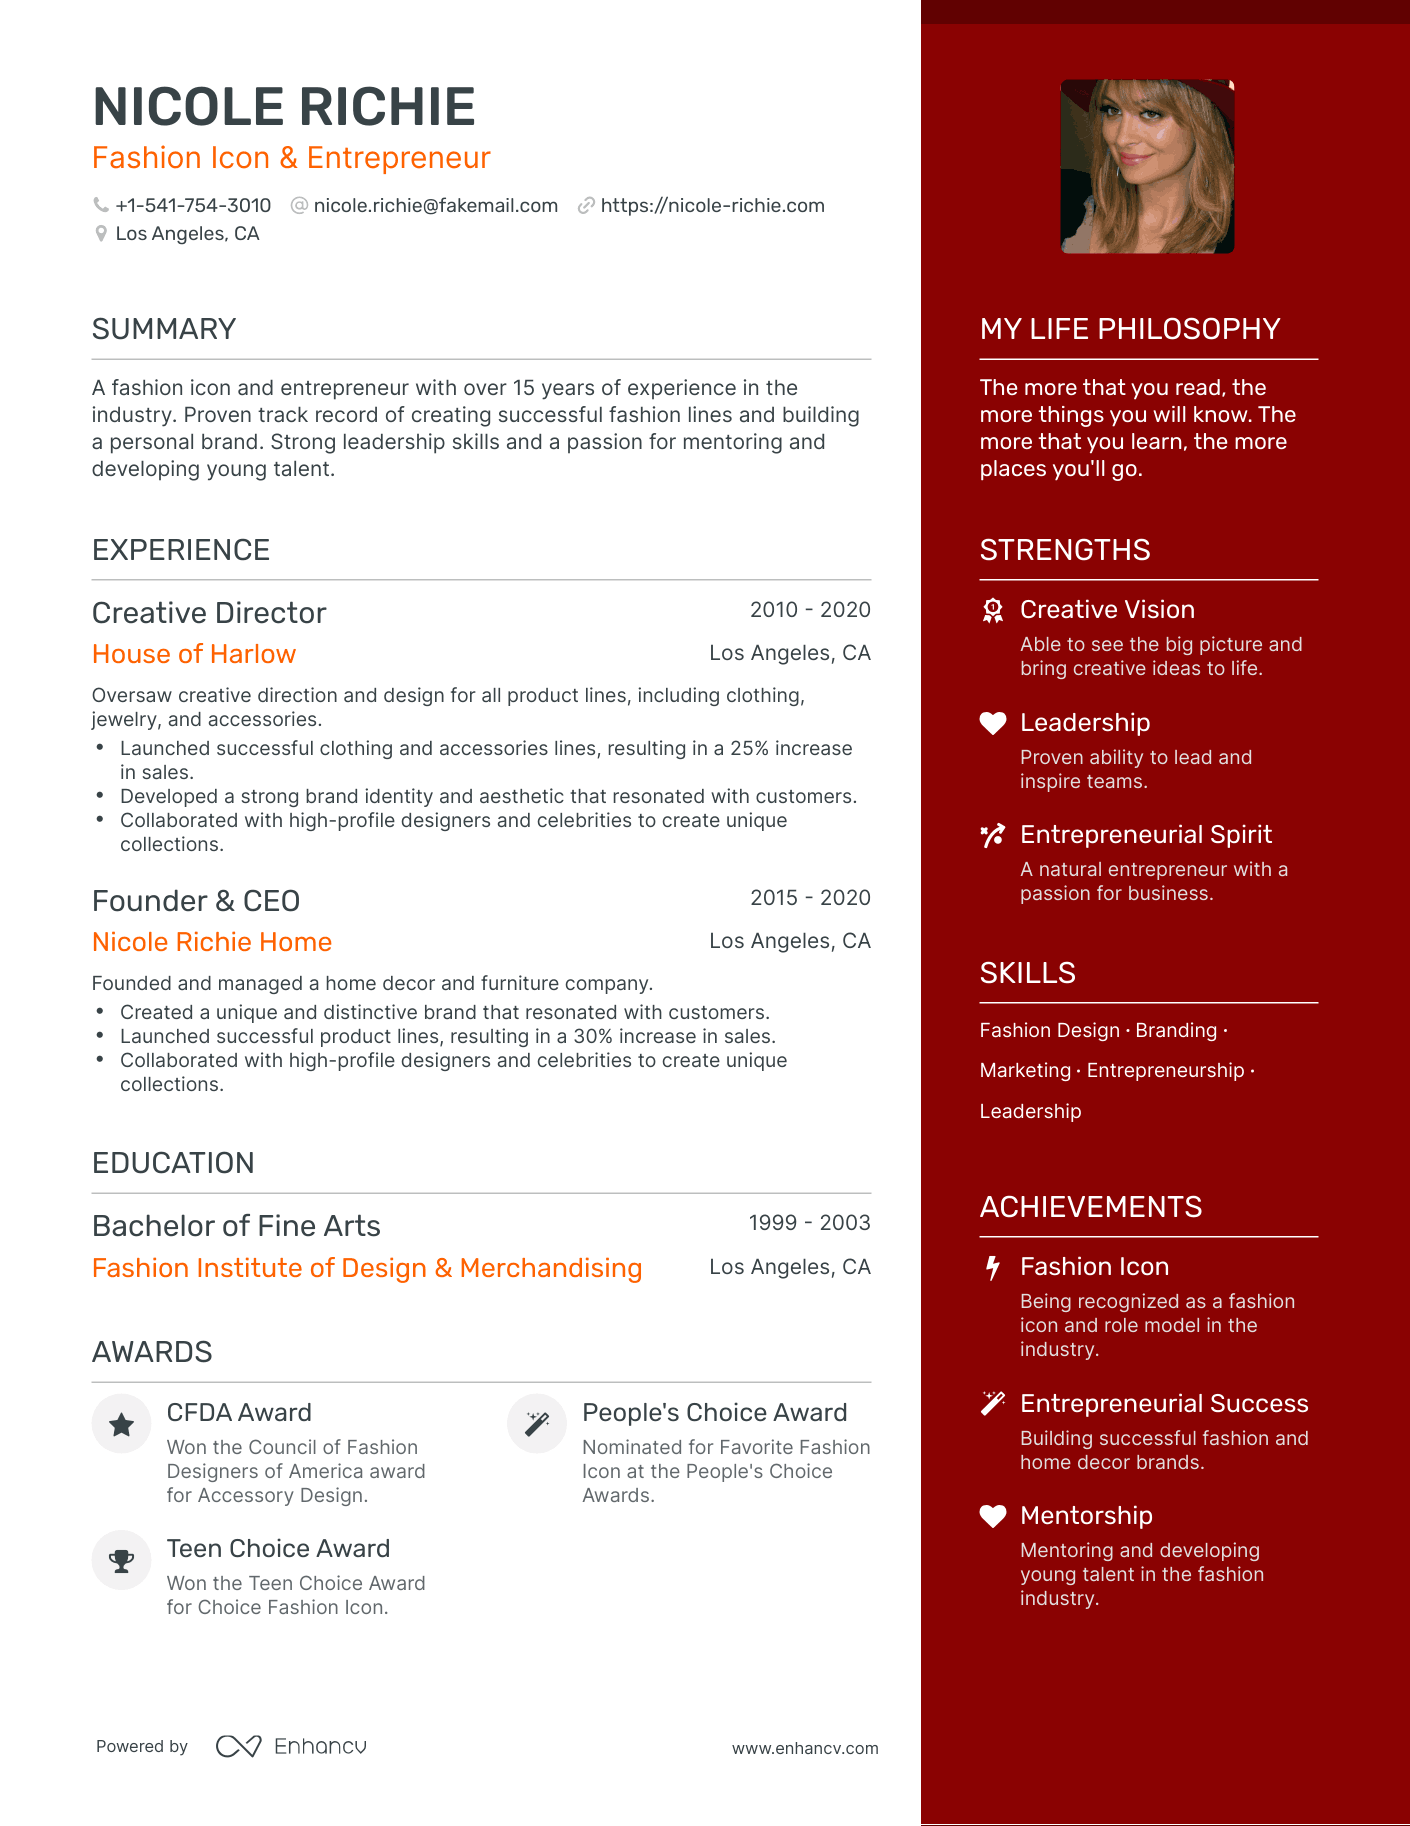 NICOLE RICHIE
Fashion Icon & Entrepreneur
+1-541-754-3010 nicole.richie@fakemail.com https://nicole-richie.com
Los Angeles, CA
SUMMARY
A fashion icon and entrepreneur with over 15 years of experience in the
industry. Proven track record of creating successful fashion lines and building
a personal brand. Strong leadership skills and a passion for mentoring and
developing young talent.
EXPERIENCE
Creative Director 2010 - 2020
House of Harlow Los Angeles, CA
Oversaw creative direction and design for all product lines, including clothing,
jewelry, and accessories.
• Launched successful clothing and accessories lines, resulting in a 25% increase
in sales.
• Developed a strong brand identity and aesthetic that resonated with customers.
• Collaborated with high-profile designers and celebrities to create unique
collections.
Founder & CEO 2015 - 2020
Nicole Richie Home Los Angeles, CA
Founded and managed a home decor and furniture company.
• Created a unique and distinctive brand that resonated with customers.
• Launched successful product lines, resulting in a 30% increase in sales.
• Collaborated with high-profile designers and celebrities to create unique
collections.
EDUCATION
Bachelor of Fine Arts 1999 - 2003
Fashion Institute of Design & Merchandising Los Angeles, CA
AWARDS
CFDA Award
Won the Council of Fashion
Designers of America award
for Accessory Design.
People's Choice Award
Nominated for Favorite Fashion
Icon at the People's Choice
Awards.
Teen Choice Award
Won the Teen Choice Award
for Choice Fashion Icon.
Powered by Enhancv www.enhancv.com
MY LIFE PHILOSOPHY
The more that you read, the
more things you will know. The
more that you learn, the more
places you'll go.
STRENGTHS
Creative Vision
Able to see the big picture and
bring creative ideas to life.
Leadership
Proven ability to lead and
inspire teams.
Entrepreneurial Spirit
A natural entrepreneur with a
passion for business.
SKILLS
Fashion Design · Branding ·
Marketing · Entrepreneurship ·
Leadership
ACHIEVEMENTS
Fashion Icon
Being recognized as a fashion
icon and role model in the
industry.
Entrepreneurial Success
Building successful fashion and
home decor brands.
Mentorship
Mentoring and developing
young talent in the fashion
industry.